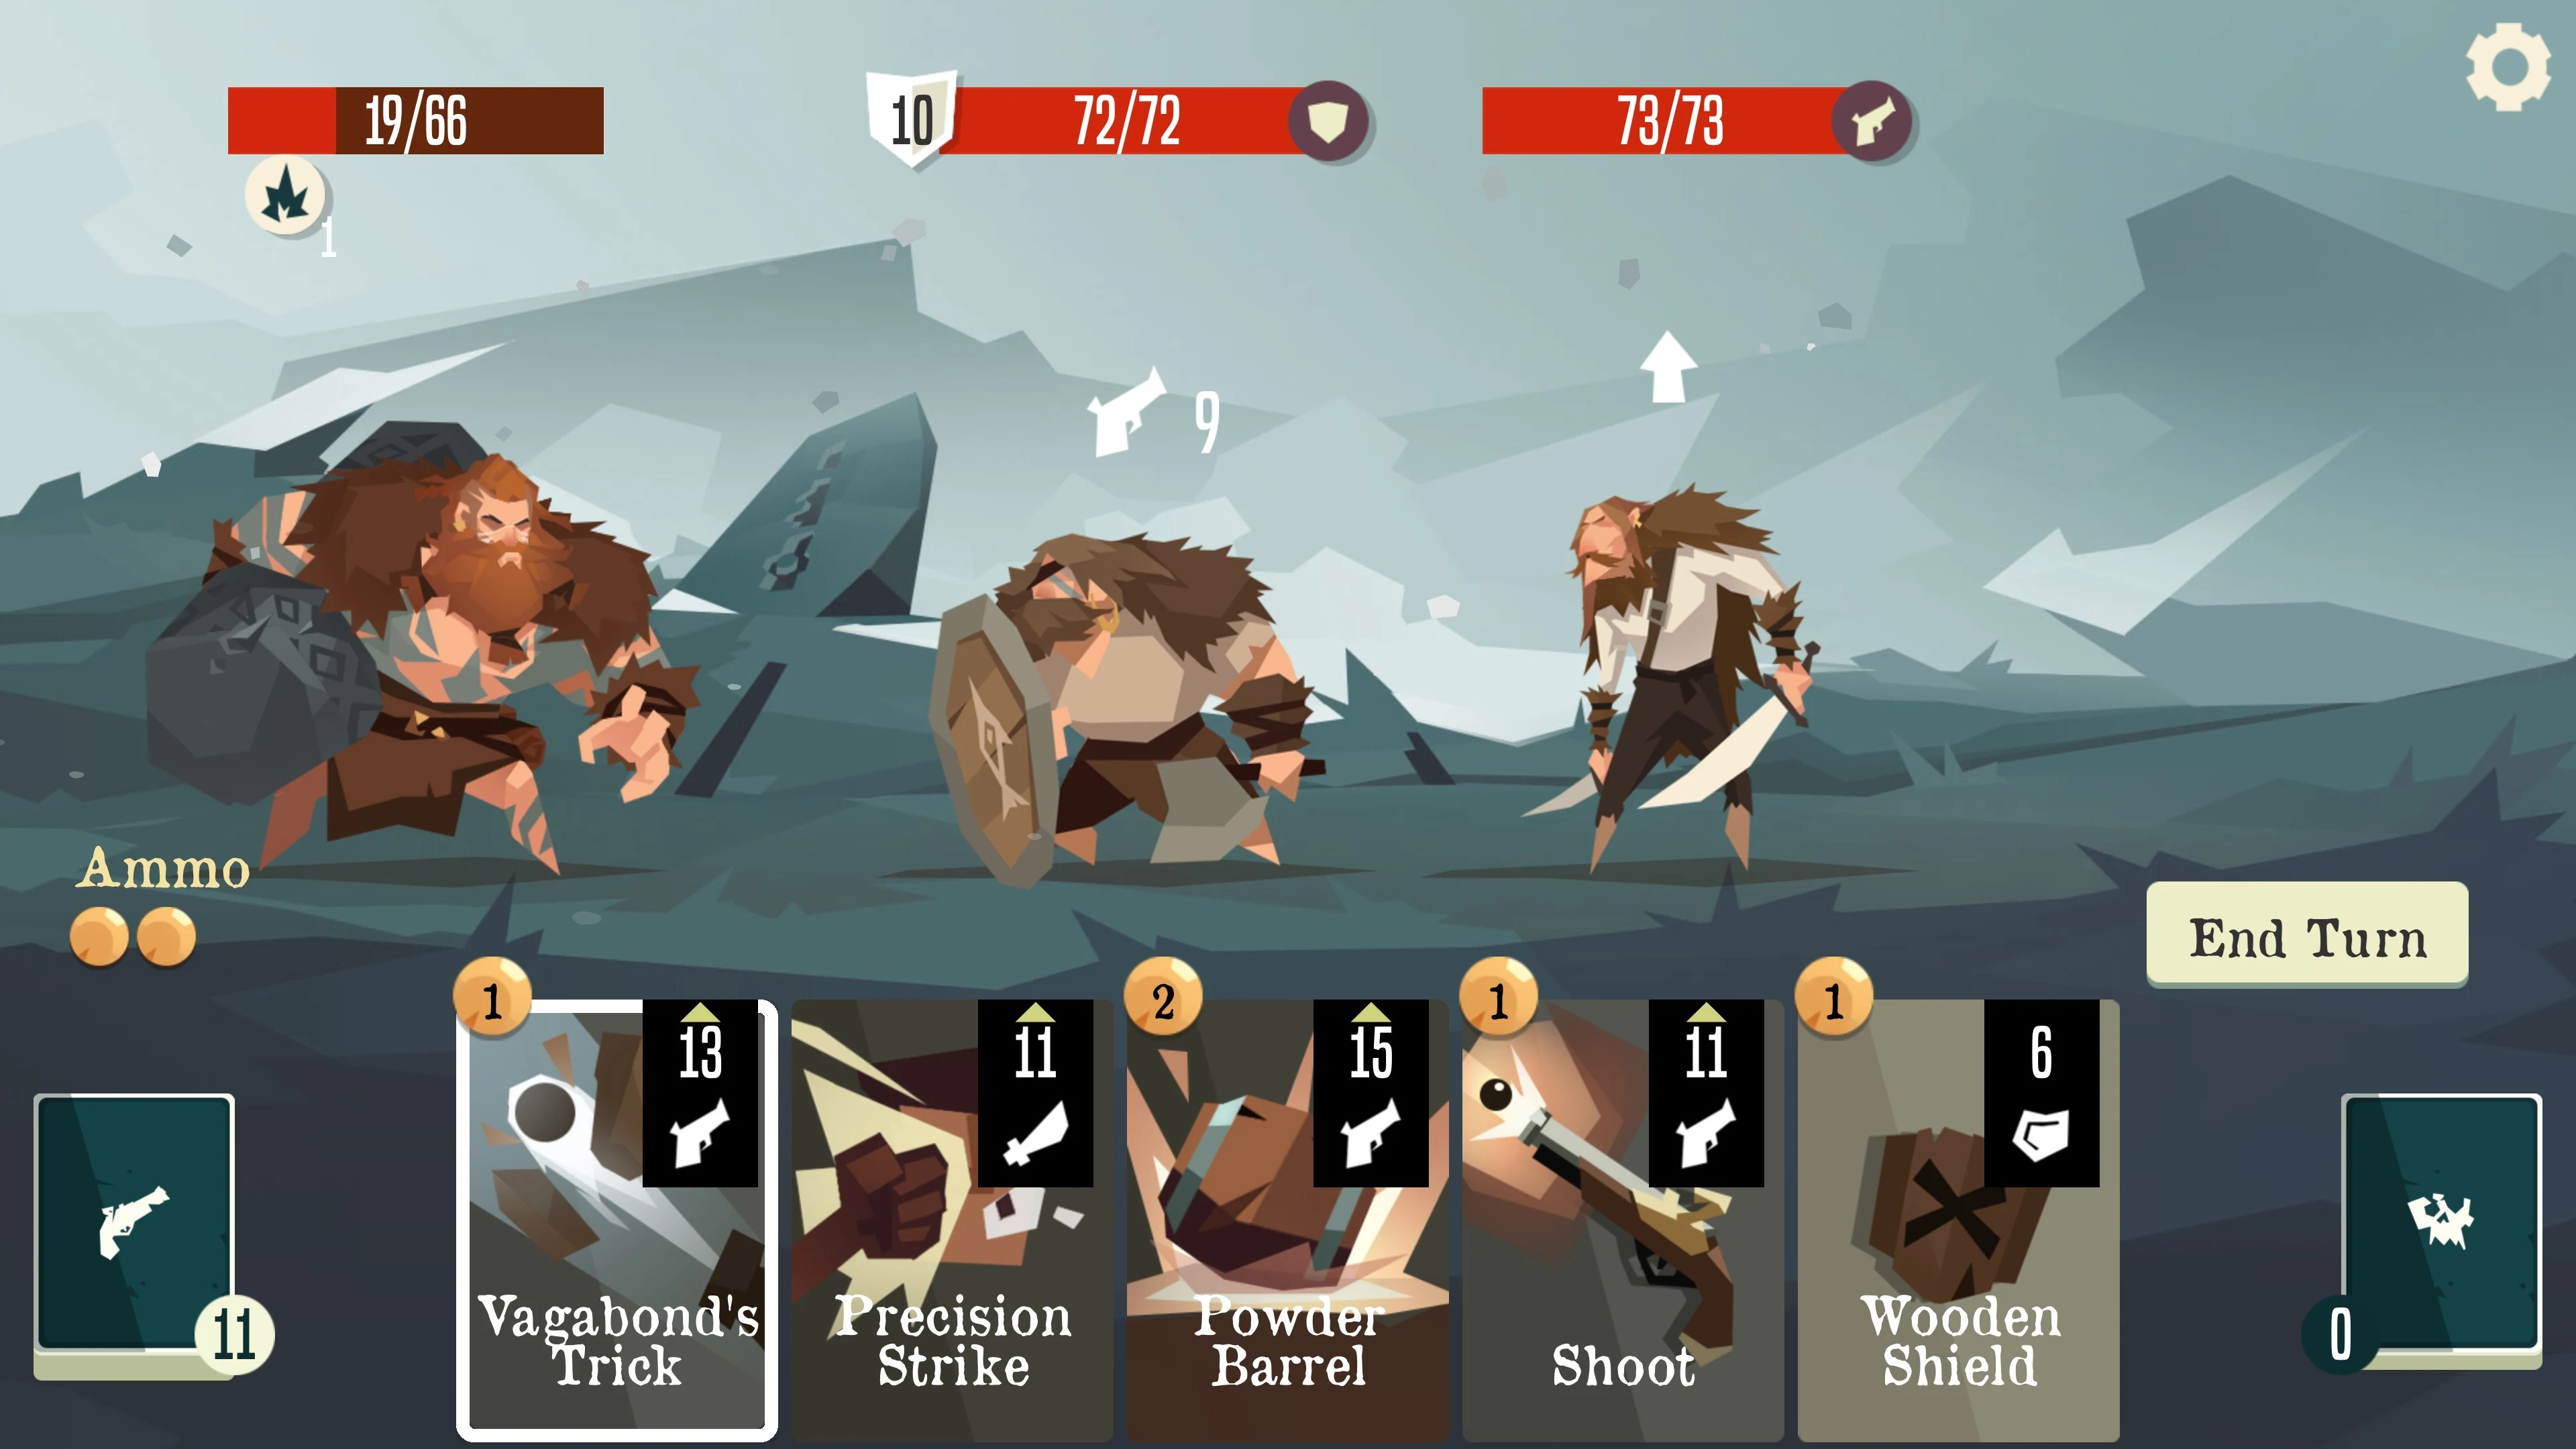 19/66
10
72/72
73/73
1
9
Ammo
End Turn
1
13
11
2
15
1
11
1
6
Vagabond's
Trick
Precision
Strike
Powder
Barrel
Shoot
Wooden
Shield
11
0